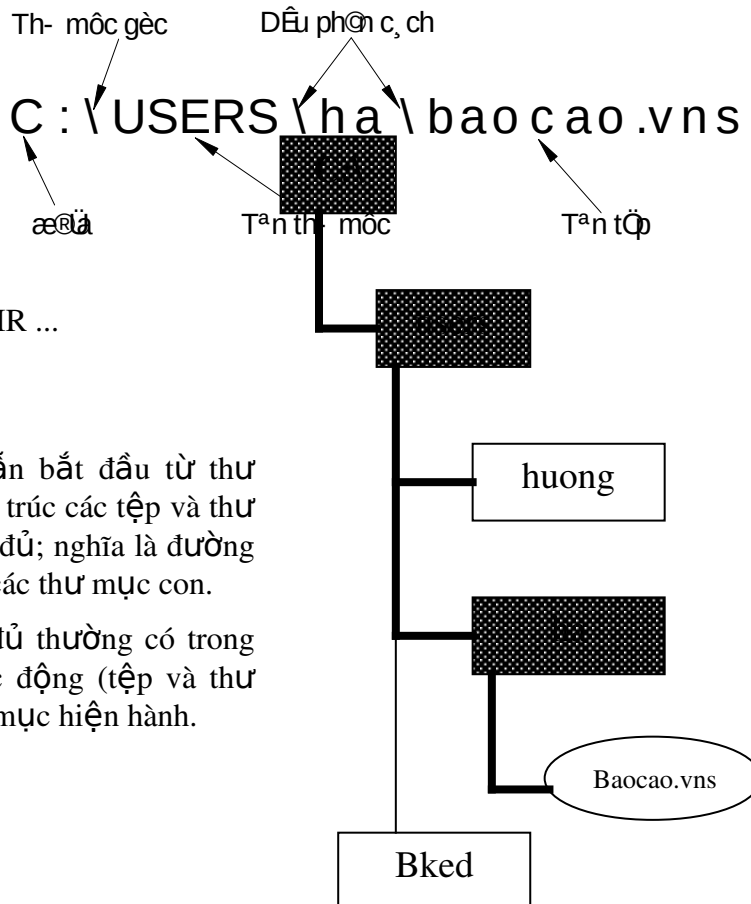 Th- môc gèc DÊu ph©n c¸ch
C:\USERS\ha\baocao.vns
Tªn th- môc Tªn tÖp
IR ...
users
ẫn bắt đầu từ thư
huong
trúc các tệp và thư
đủ; nghĩa là đường
các thư mục con.
đủ thường có trong
động (tệp và thư
mục hiện hành.
Baocao.vns
Bked